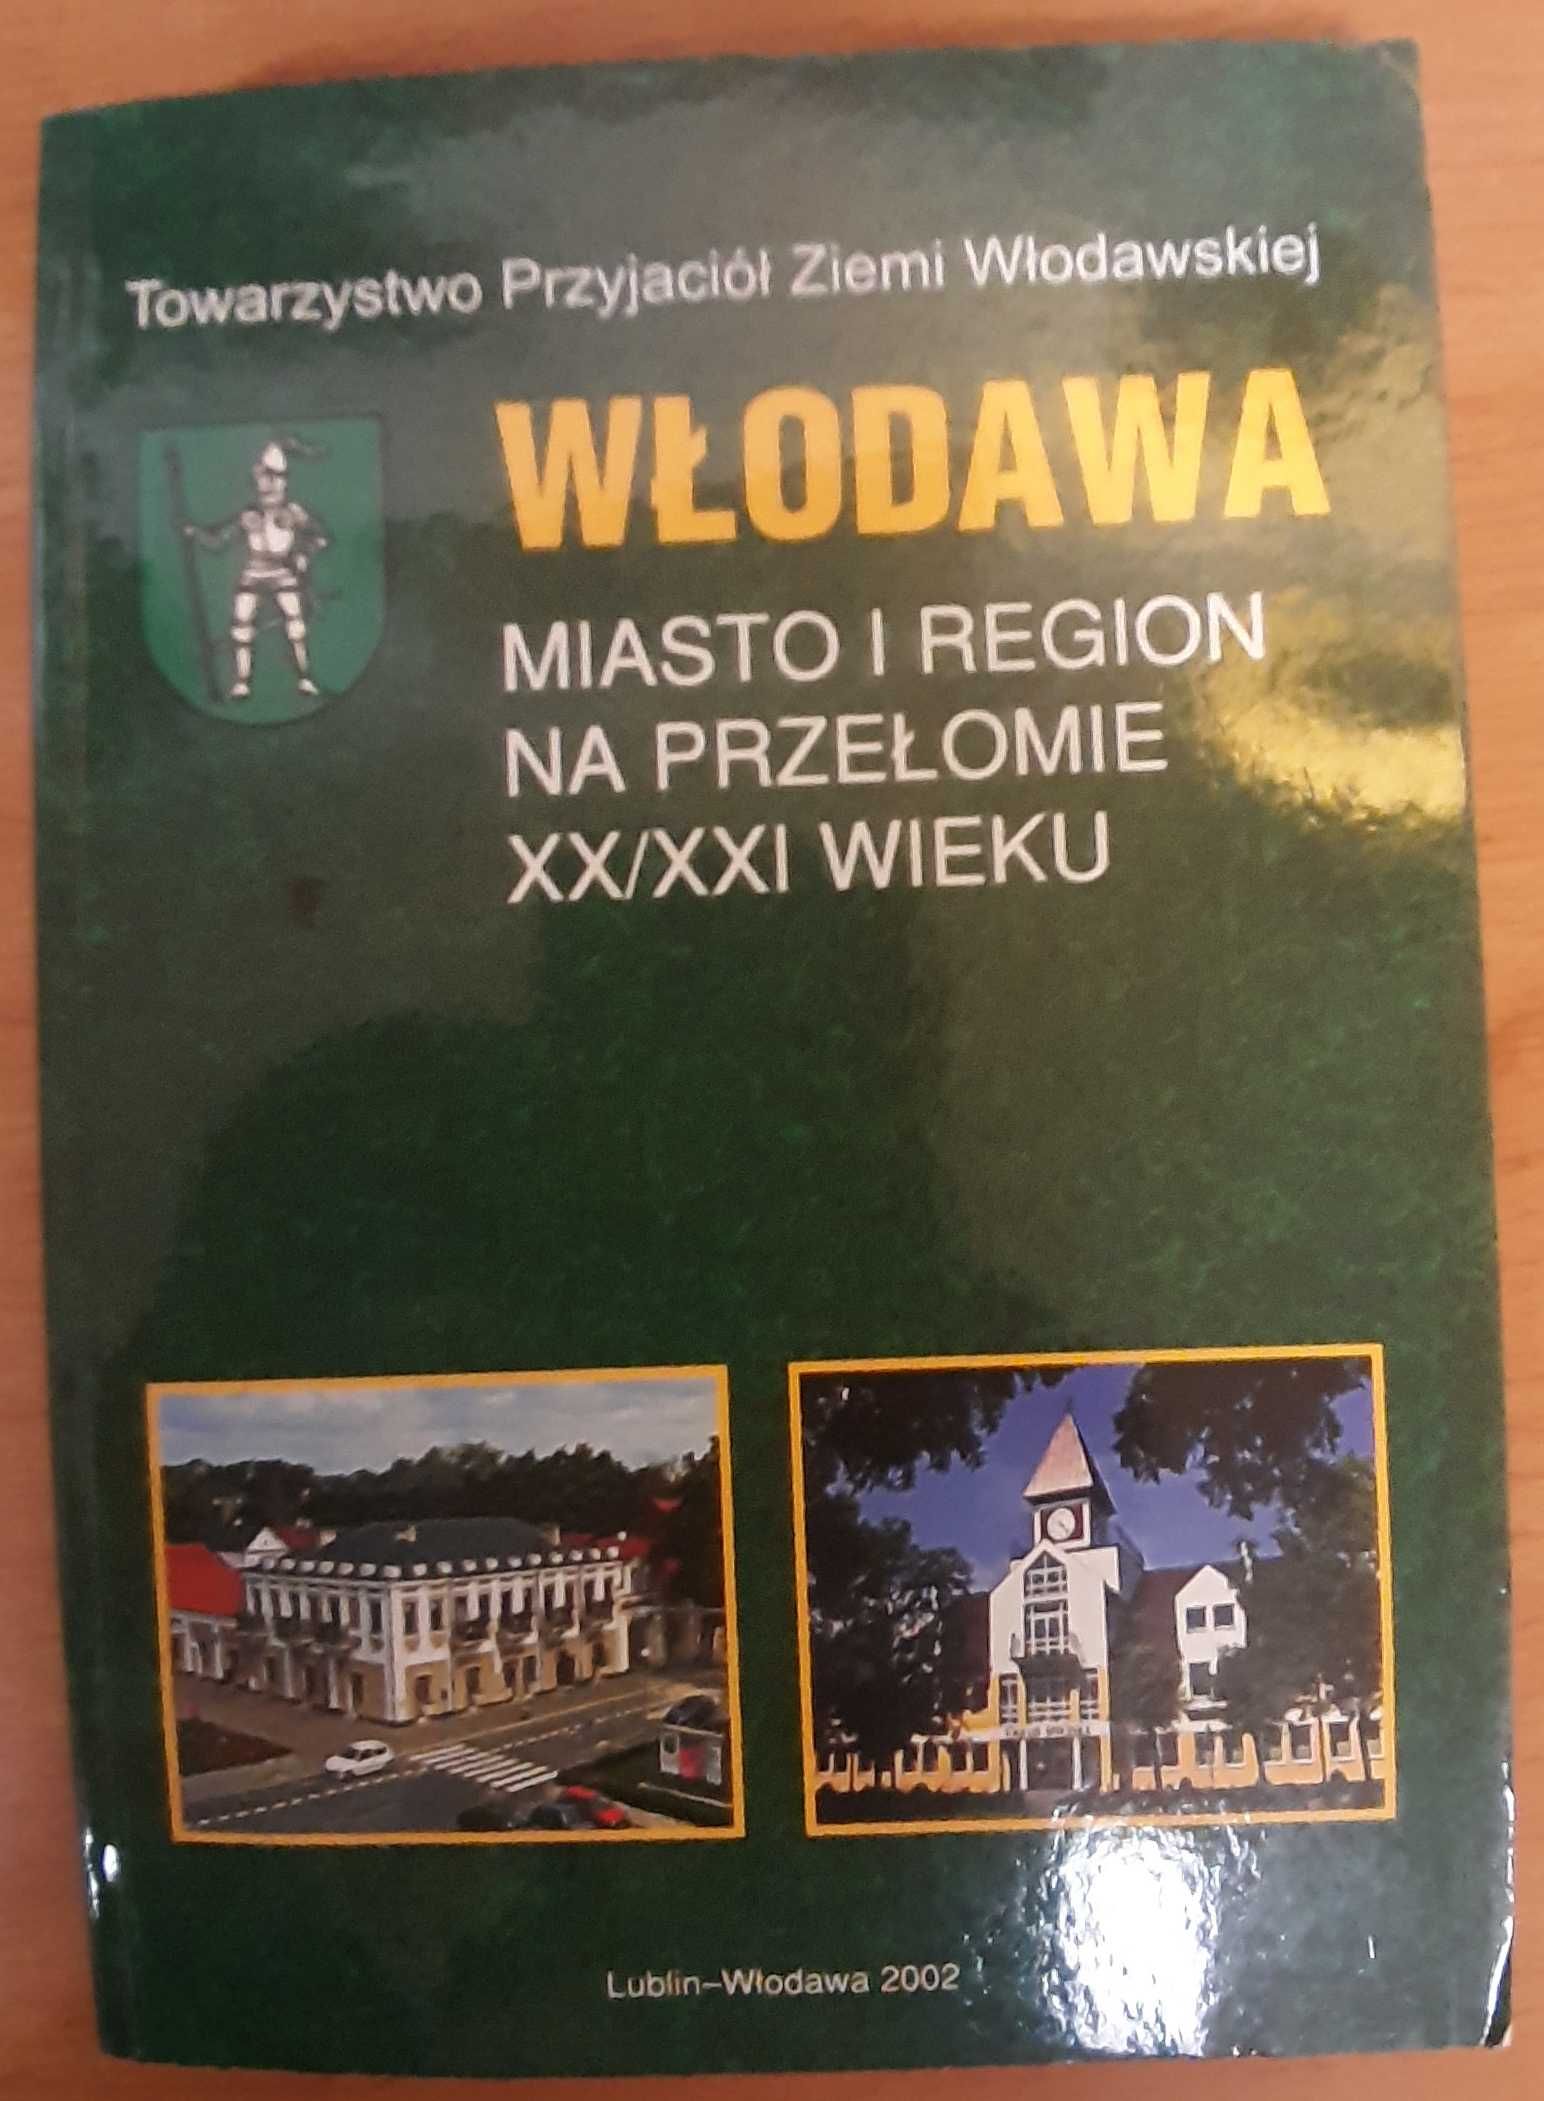 Towarzystwo Przyjaciół Ziemi Włodawskiej
WŁODAWA
MIASTO I REGION
NA PRZEŁOMIE
XX/XXI WIEKU
Lublin–Włodawa 2002